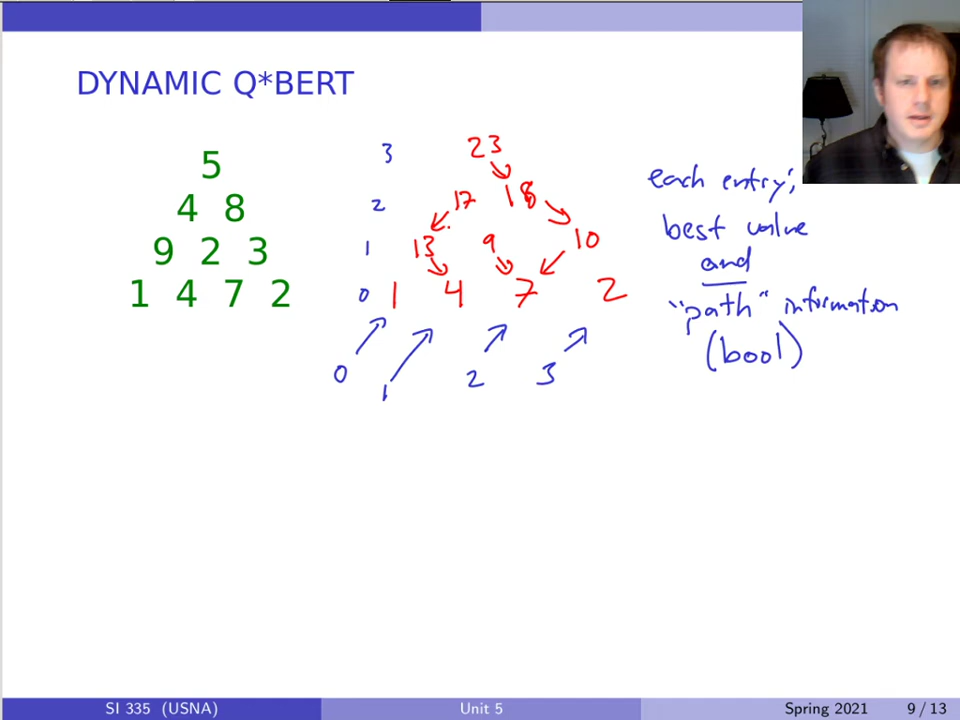 DYNAMIC Q*BERT
5
4 8
9 2 3
1 4 7 2
3 23
2 17 18
1 13 9 10
0 1 4 7 2
0 1 2 3
each entry;
best value
and
"path" information
(bool)
SI 335 (USNA) Unit 5 Spring 2021 9 / 13